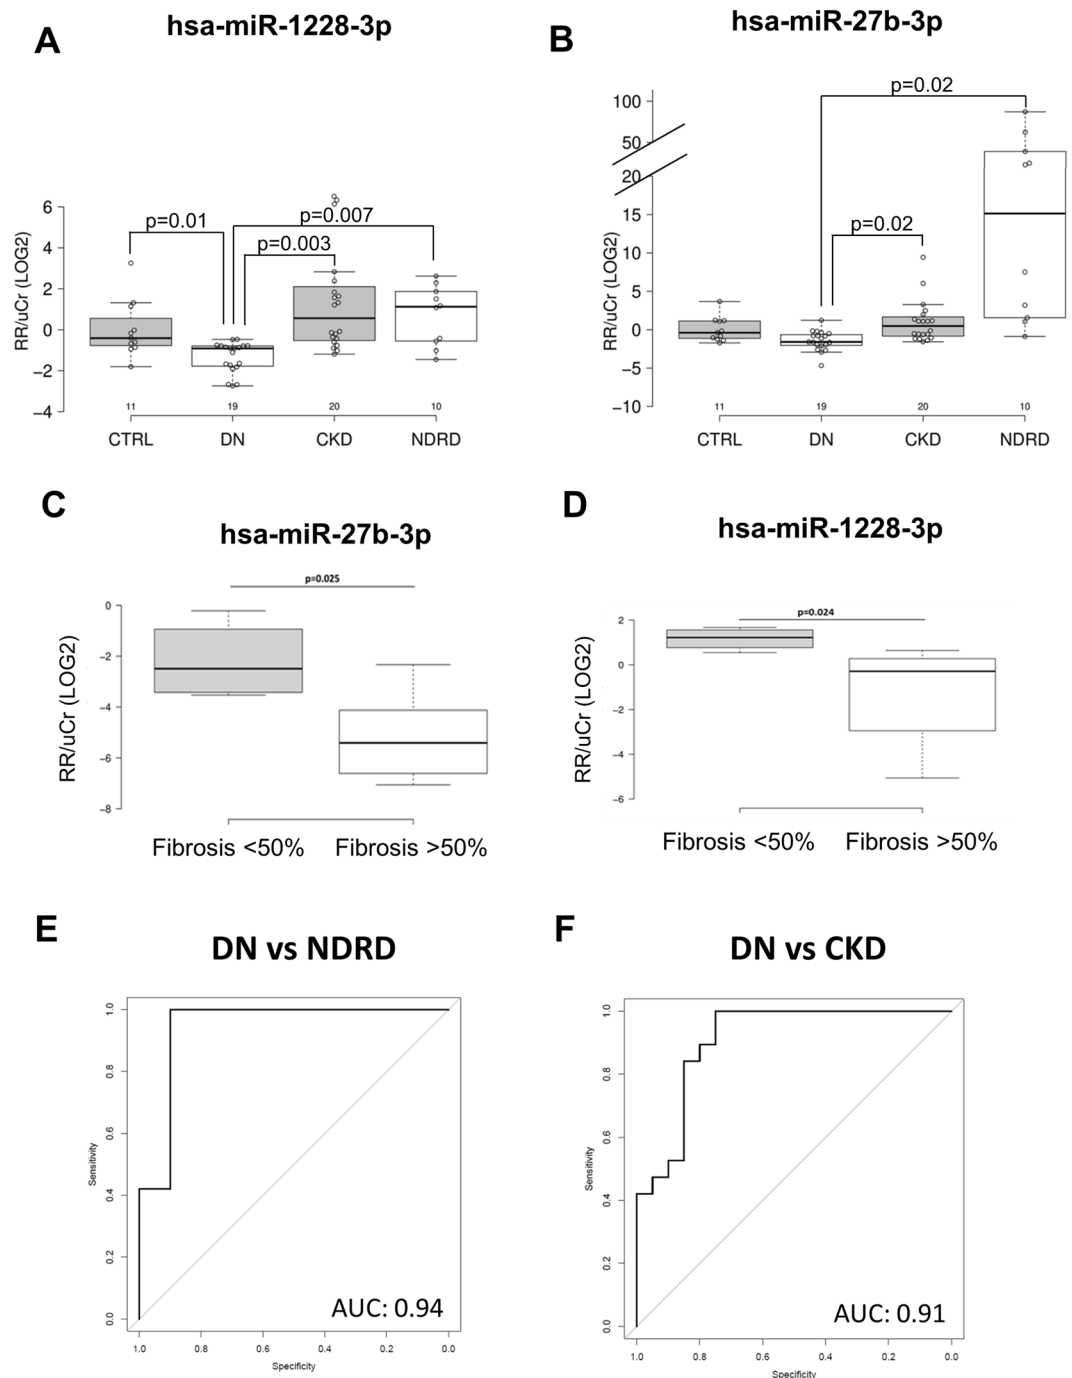 A
hsa-miR-1228-3p
RR/uCr (LOG2)
6
4
2
0
−2
−4
p=0.01
p=0.007
p=0.003
11
19
20
10
CTRL
DN
CKD
NDRD
B
hsa-miR-27b-3p
RR/uCr (LOG2)
100
50
20
15
10
5
0
−5
−10
p=0.02
p=0.02
11
19
20
10
CTRL
DN
CKD
NDRD
C
hsa-miR-27b-3p
p=0.025
RR/uCr (LOG2)
0
−2
−4
−6
−8
Fibrosis <50%
Fibrosis >50%
D
hsa-miR-1228-3p
p=0.024
RR/uCr (LOG2)
2
0
−2
−4
−6
Fibrosis <50%
Fibrosis >50%
E
DN vs NDRD
Sensitivity
1.0
0.8
0.6
0.4
0.2
0.0
AUC: 0.94
1.0
0.8
0.6
0.4
0.2
0.0
Specificity
F
DN vs CKD
Sensitivity
1.0
0.8
0.6
0.4
0.2
0.0
AUC: 0.91
1.0
0.8
0.6
0.4
0.2
0.0
Specificity